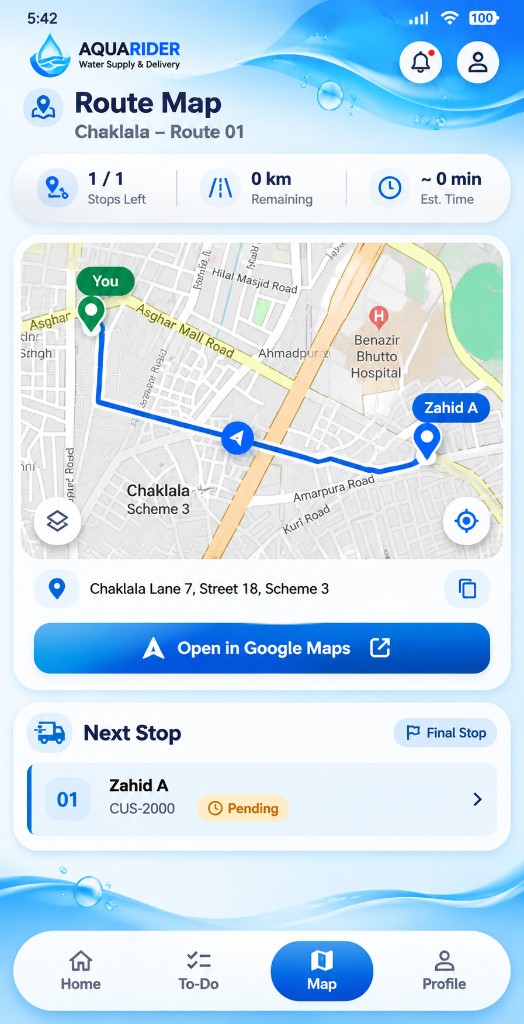 5:42
100
AQUARIDER
Water Supply & Delivery
Route Map
Chaklala – Route 01
1 / 1
Stops Left
0 km
Remaining
~ 0 min
Est. Time
You
Hilal Masjid Road
Asghar
Asghar Mall Road
Ahmadpura
H
Benazir
Bhutto
Hospital
Zahid A
Chaklala
Scheme 3
Amarpura Road
Kuri Road
Chaklala Lane 7, Street 18, Scheme 3
Open in Google Maps
Next Stop
Final Stop
01
Zahid A
CUS-2000
Pending
Home
To-Do
Map
Profile